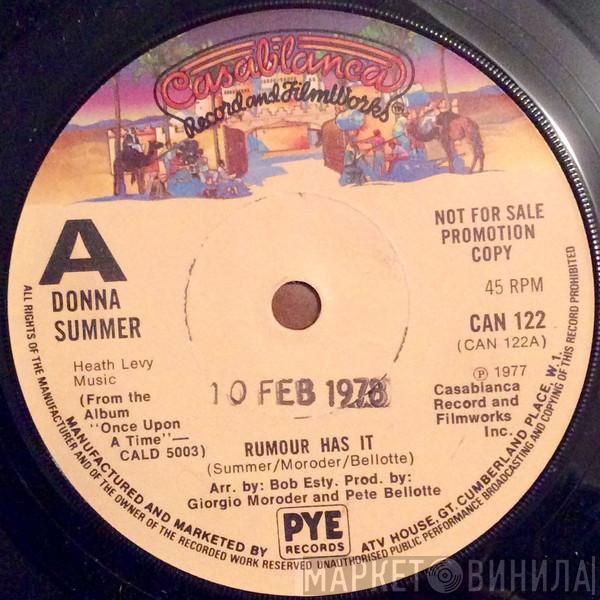 Casablanca
Record and FilmWorks
®
A
DONNA
SUMMER
NOT FOR SALE
PROMOTION
COPY
45 RPM
CAN 122
(CAN 122A)
Heath Levy
Music
(From the
Album
"Once Upon
A Time"—
CALD 5003)
℗ 1977
Casabianca
Record and
Filmworks
Inc.
10 FEB 1978
RUMOUR HAS IT
(Summer/Moroder/Bellotte)
Arr. by: Bob Esty. Prod. by:
Giorgio Moroder and Pete Bellotte
MANUFACTURED AND MARKETED BY PYE RECORDS ATV HOUSE, GT. CUMBERLAND PLACE, W.1.
ALL RIGHTS OF THE MANUFACTURER AND OF THE OWNER OF THE RECORDED WORK RESERVED UNAUTHORISED PUBLIC PERFORMANCE BROADCASTING AND COPYING OF THIS RECORD PROHIBITED
МАРКЕТ ВИНИЛА